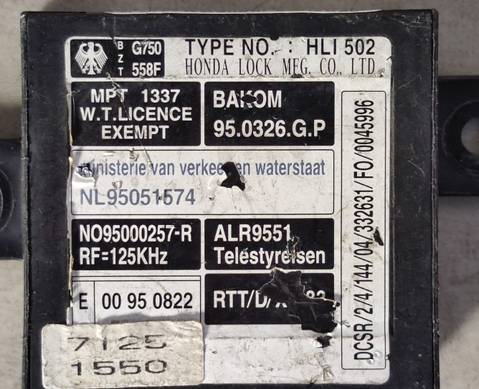 B Z T G750 558F
TYPE NO. : HLI 502
HONDA LOCK MFG. CO., LTD.
MPT 1337
W.T.LICENCE
EXEMPT
BAKOM
95.0326.G.P
Ministerie van verkeer en waterstaat
NL95051574
NO95000257-R
RF=125KHz
ALR9551
Telestyreisen
E 00 95 0822
RTT/D/X
DCSR/2/4/144/04/332631/FO/0045996
7125
1550